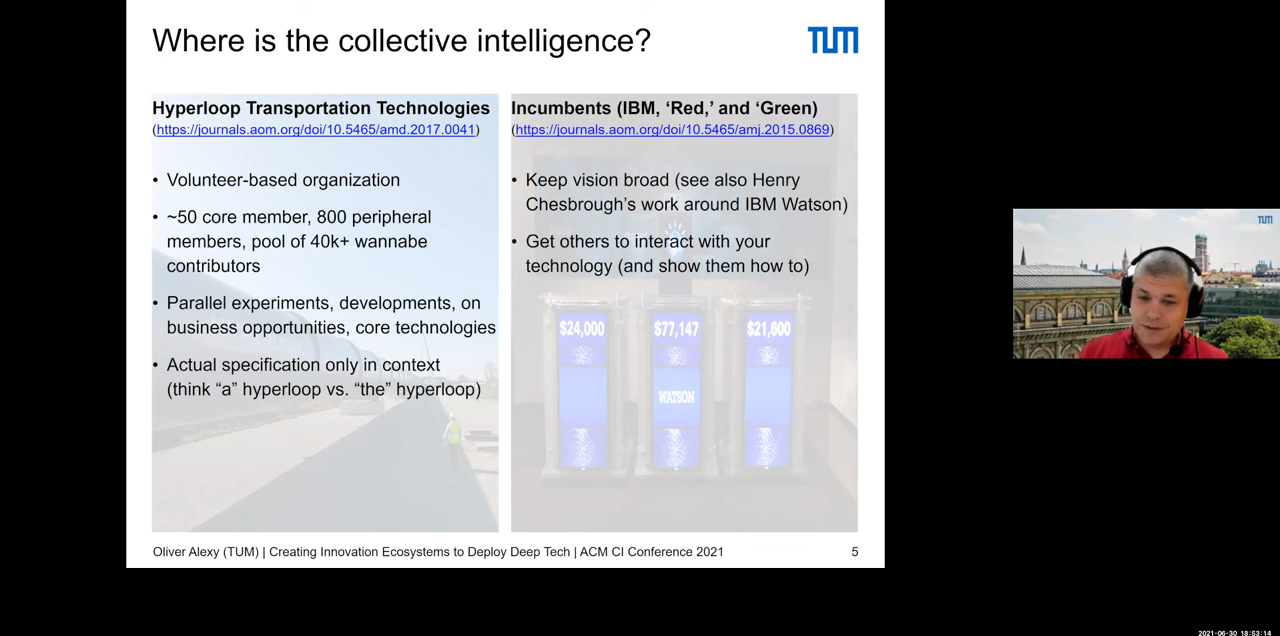 Where is the collective intelligence?
TUM
Hyperloop Transportation Technologies
(https://journals.aom.org/doi/10.5465/amd.2017.0041)
• Volunteer-based organization
• ~50 core member, 800 peripheral
members, pool of 40k+ wannabe
contributors
• Parallel experiments, developments, on
business opportunities, core technologies
• Actual specification only in context
(think “a” hyperloop vs. “the” hyperloop)
Incumbents (IBM, ‘Red,’ and ‘Green)
(https://journals.aom.org/doi/10.5465/amj.2015.0869)
• Keep vision broad (see also Henry
Chesbrough’s work around IBM Watson)
• Get others to interact with your
technology (and show them how to)
$24,000
$77,147
$21,600
WATSON
Oliver Alexy (TUM) | Creating Innovation Ecosystems to Deploy Deep Tech | ACM CI Conference 2021
5
TUM
2021-06-30 18:53:14